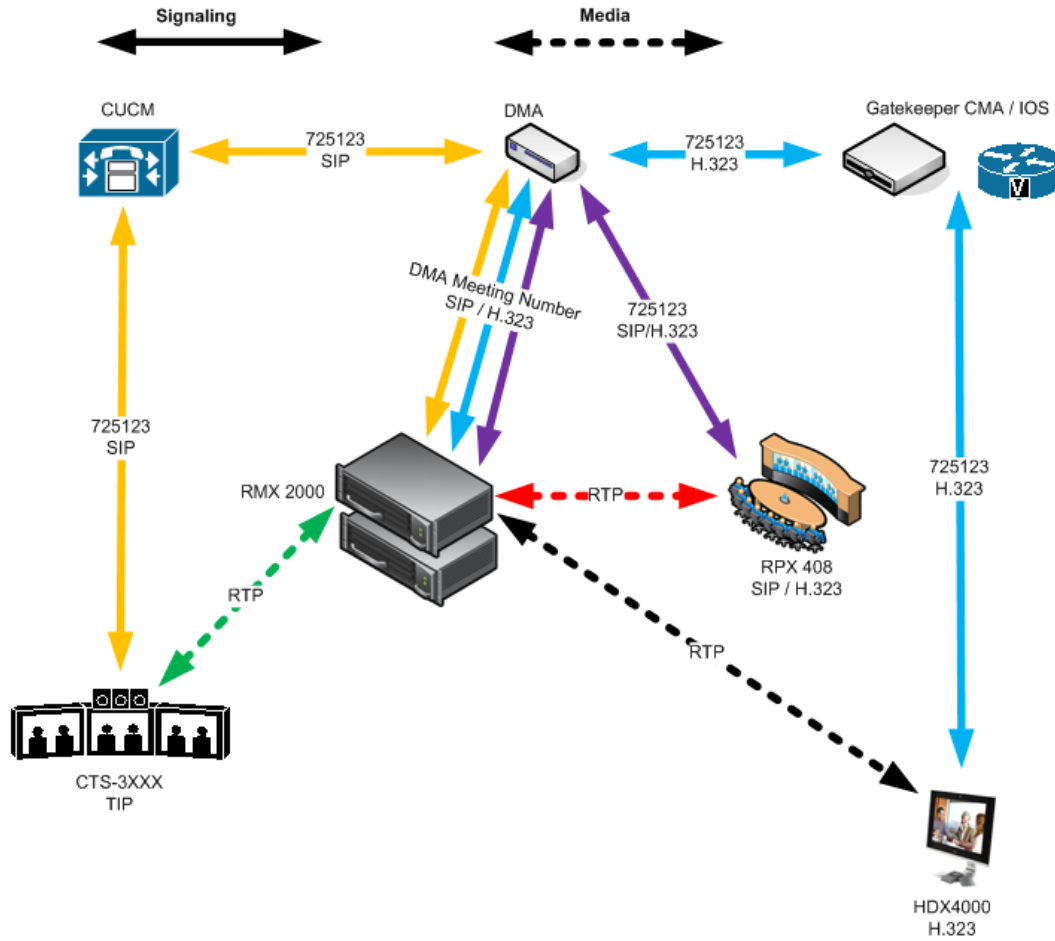 Signaling
Media
CUCM
DMA
Gatekeeper CMA / IOS
725123
SIP
725123
H.323
V
DMA Meeting Number
SIP / H.323
725123
SIP/H.323
725123
SIP
725123
H.323
RMX 2000
RTP
RPX 408
SIP / H.323
RTP
RTP
CTS-3XXX
TIP
HDX4000
H.323